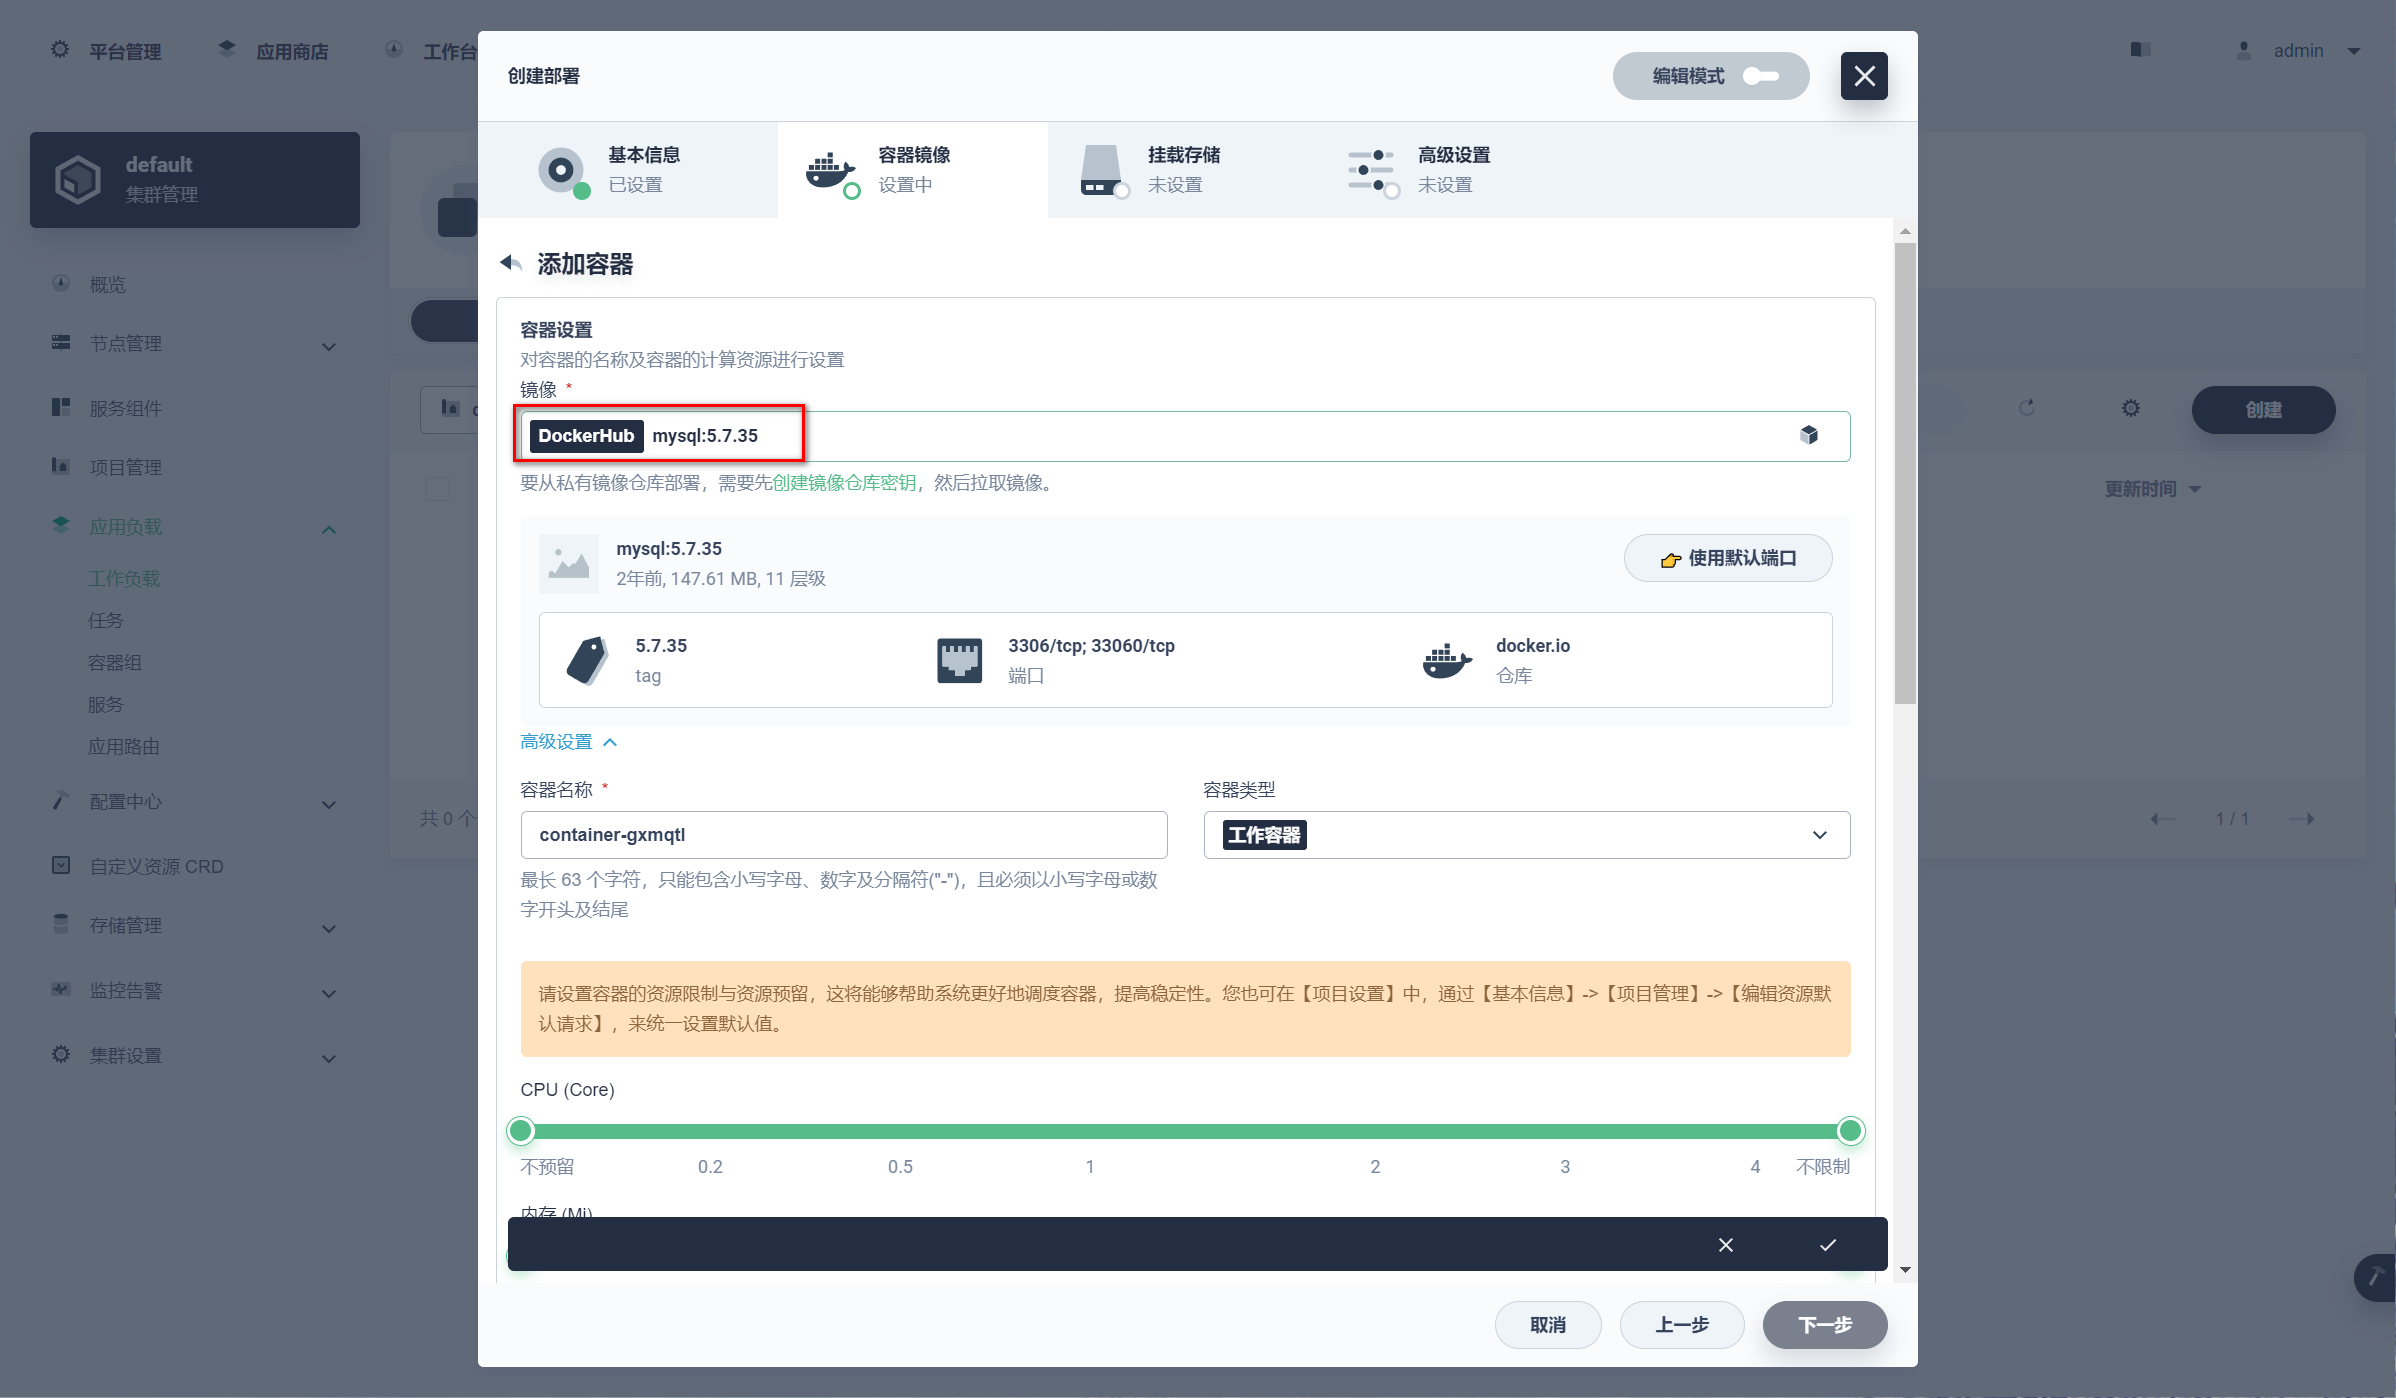 平台管理
应用商店
工作台
admin
创建部署
编辑模式
default
集群管理
基本信息
已设置
容器镜像
设置中
挂载存储
未设置
高级设置
未设置
概览
节点管理
服务组件
项目管理
应用负载
工作负载
任务
容器组
服务
应用路由
配置中心
自定义资源 CRD
存储管理
监控告警
集群设置
添加容器
容器设置
对容器的名称及容器的计算资源进行设置
镜像 *
DockerHub mysql:5.7.35
要从私有镜像仓库部署，需要先创建镜像仓库密钥，然后拉取镜像。
mysql:5.7.35
2年前, 147.61 MB, 11 层级
👉 使用默认端口
5.7.35
tag
3306/tcp; 33060/tcp
端口
docker.io
仓库
高级设置
容器名称 *
container-gxmqtl
最长 63 个字符，只能包含小写字母、数字及分隔符("-")，且必须以小写字母或数
字开头及结尾
容器类型
工作容器
请设置容器的资源限制与资源预留，这将能够帮助系统更好地调度容器，提高稳定性。您也可在【项目设置】中，通过【基本信息】->【项目管理】->【编辑资源默
认请求】，来统一设置默认值。
CPU (Core)
不预留 0.2 0.5 1 2 3 4 不限制
内存 (Mi)
创建
更新时间
共 0 个
1 / 1
取消
上一步
下一步